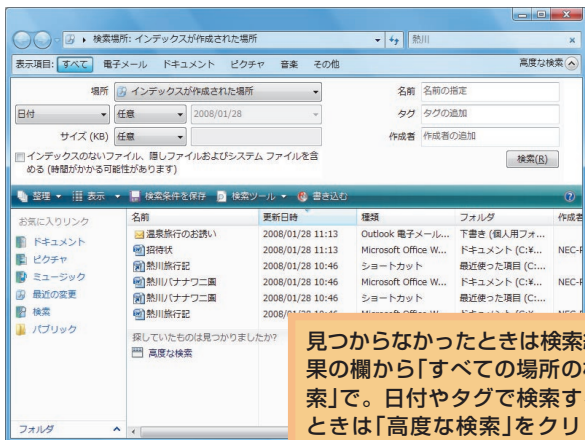 検索場所: インデックスが作成された場所
熱川
表示項目: すべて 電子メール ドキュメント ピクチャ 音楽 その他 高度な検索
場所 インデックスが作成された場所 名前 名前の指定
日付 任意 2008/01/28 タグ タグの追加
サイズ (KB) 任意 作成者 作成者の追加
インデックスのないファイル、隠しファイルおよびシステム ファイルを含
める (時間がかかる可能性があります) 検索(R)
整理 表示 検索条件を保存 検索ツール 書き込む
お気に入りリンク
ドキュメント
ピクチャ
ミュージック
最近の変更
検索
パブリック
フォルダ
名前 更新日時 種類 フォルダ 作成者
温泉旅行のお誘い 2008/01/28 11:13 Outlook 電子メール... 下書き (個人用フォ...
招待状 2008/01/28 11:13 Microsoft Office W... ドキュメント (C:¥... NEC-P
熱川旅行記 2008/01/28 10:46 ショートカット 最近使った項目 (C:...
熱川バナナワニ園 2008/01/28 10:46 Microsoft Office W... ドキュメント (C:¥... NEC-P
熱川バナナワニ園 2008/01/28 10:46 ショートカット 最近使った項目 (C:...
熱川旅行記
探していたものは見つかりましたか?
高度な検索
見つからなかったときは検索結
果の欄から「すべての場所の検
索」で。日付やタグで検索す
ときは「高度な検索」をクリ